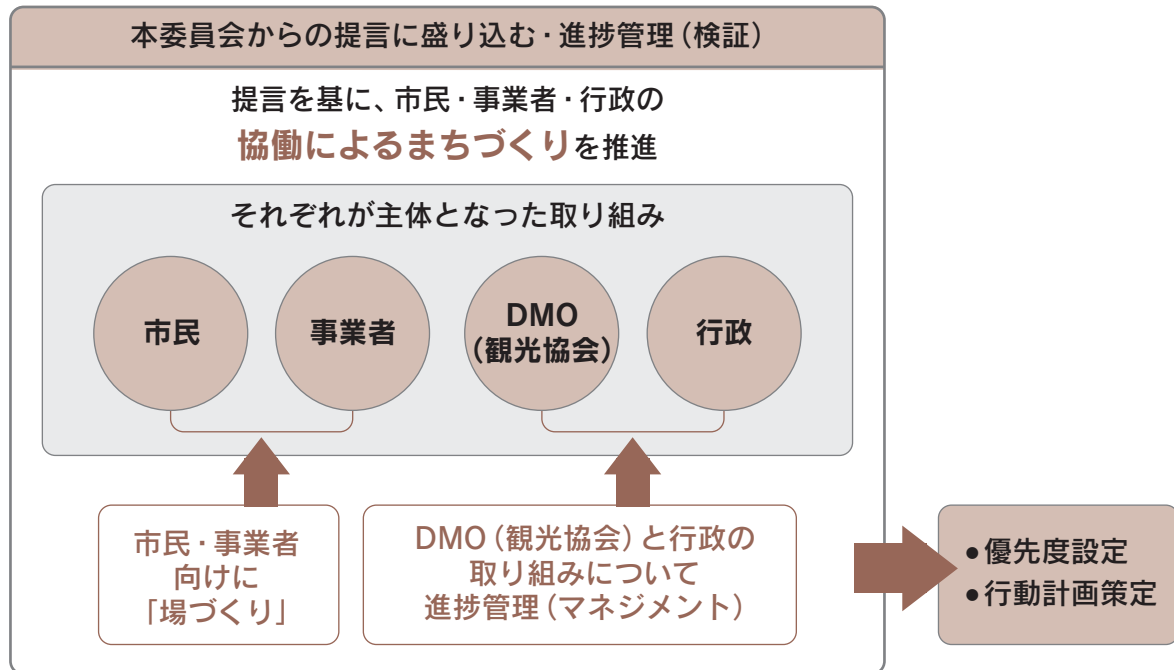 本委員会からの提言に盛り込む・進捗管理(検証)
提言を基に、市民・事業者・行政の
協働によるまちづくりを推進
それぞれが主体となった取り組み
市民
事業者
DMO
(観光協会)
行政
市民・事業者
向けに
「場づくり」
DMO(観光協会)と行政の
取り組みについて
進捗管理(マネジメント)
●優先度設定
●行動計画策定